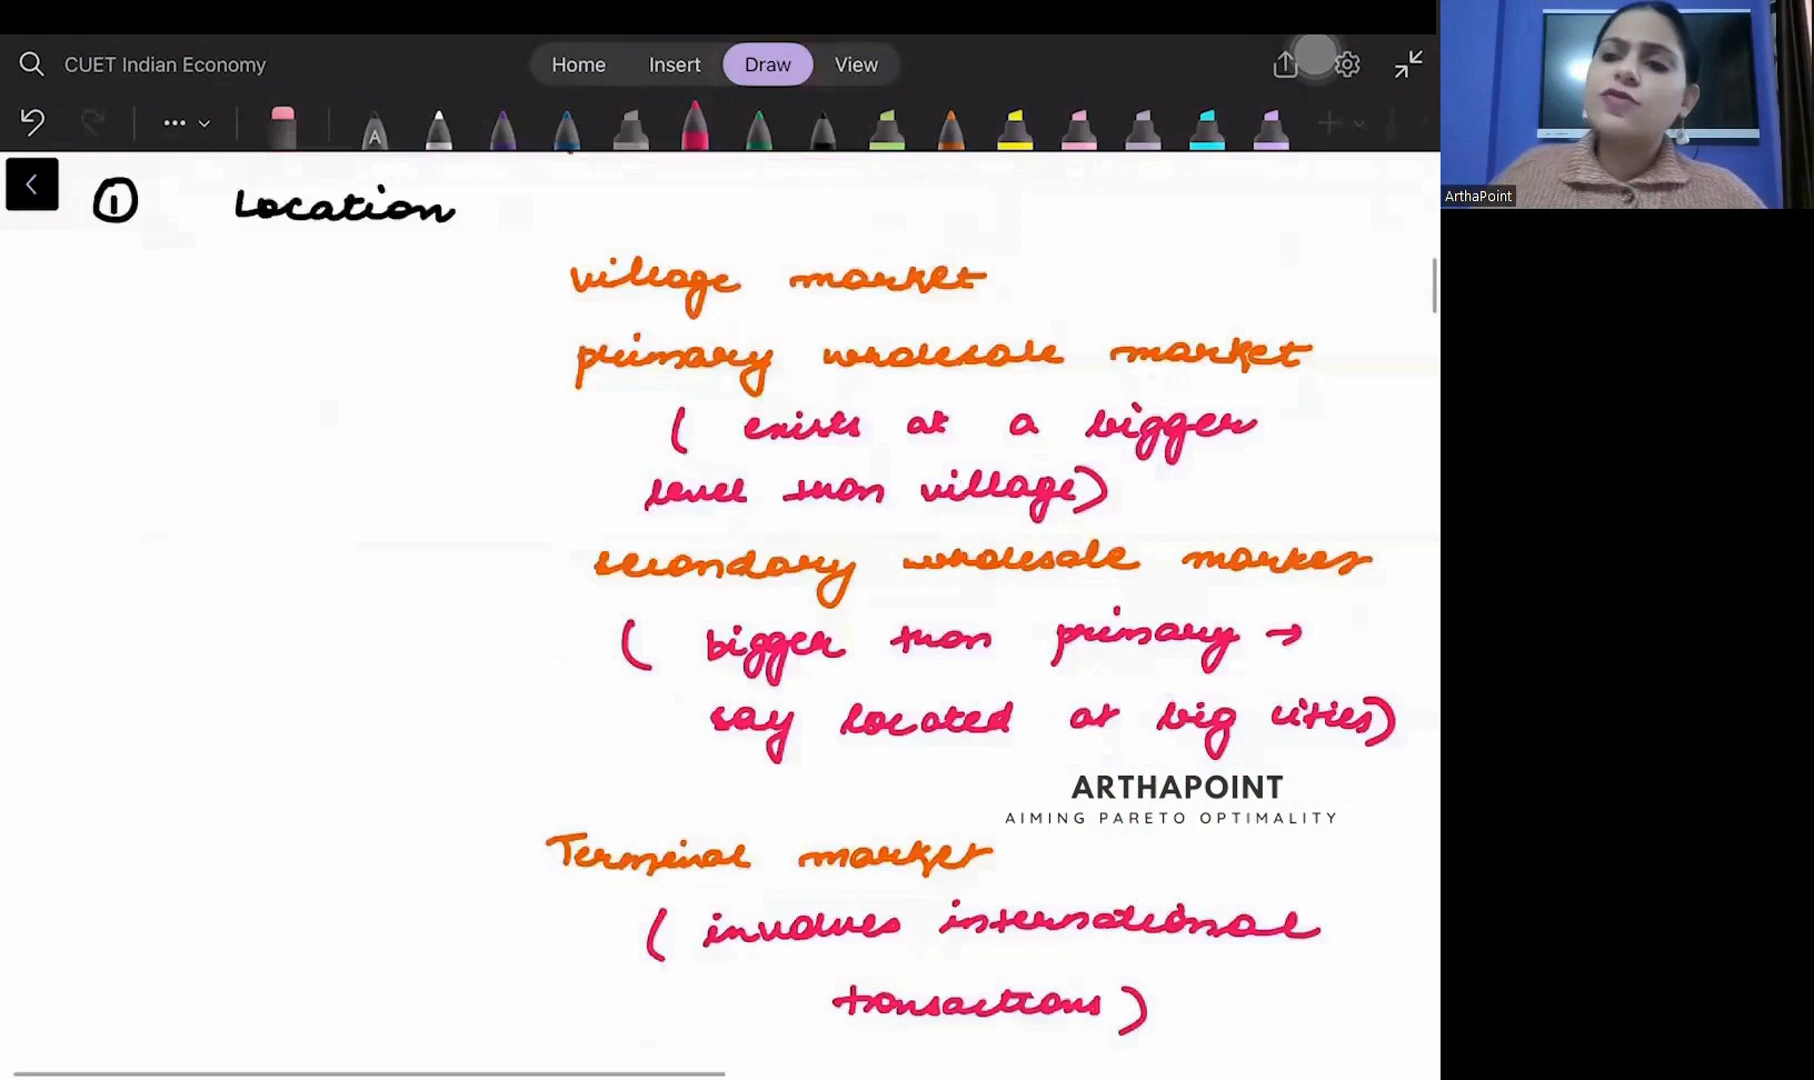 CUET Indian Economy
Home Insert Draw View
A
ArthaPoint
① Location
village market
primary wholesale market
( exists at a bigger
level than village)
secondary wholesale market
( bigger than primary →
say located at big cities)
ARTHAPOINT
AIMING PARETO OPTIMALITY
Terminal market
( involves international
transactions )